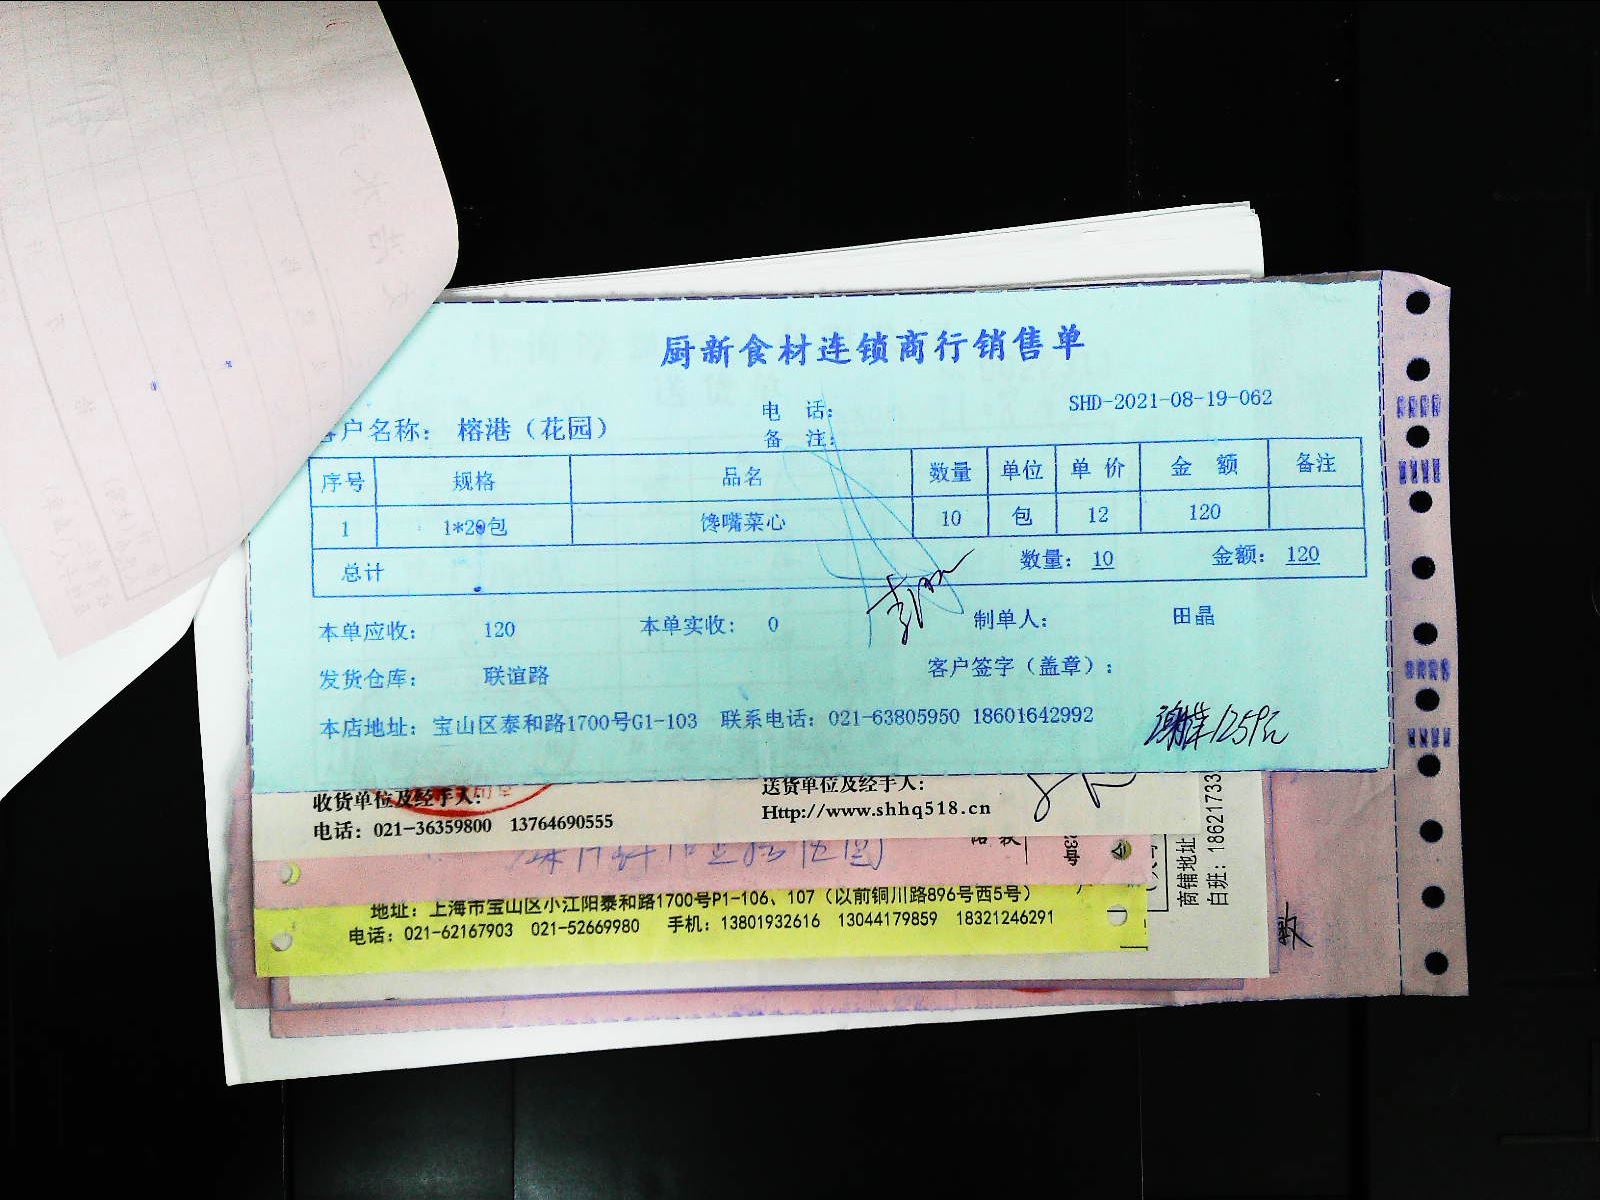 厨新食材连锁商行销售单
SHD-2021-08-19-062
电 话:
户名称: 榕港（花园）
备 注:
序号 规格 品名 数量 单位 单价 金额 备注
1 1*20包 馋嘴菜心 10 包 12 120
总计 数量: 10 金额: 120
本单应收: 120 本单实收: 0 制单人: 田晶
发货仓库: 联谊路 客户签字（盖章）:
本店地址: 宝山区泰和路1700号G1-103 联系电话: 021-63805950 18601642992
收货单位及经手人:
送货单位及经手人:
电话: 021-36359800 13764690555
Http://www.shhq518.cn
地址: 上海市宝山区小江阳泰和路1700号P1-106、107（以前铜川路896号西5号）
电话: 021-62167903 021-52669980 手机: 13801932616 13044179859 18321246291
商铺地址
白班: 18621733